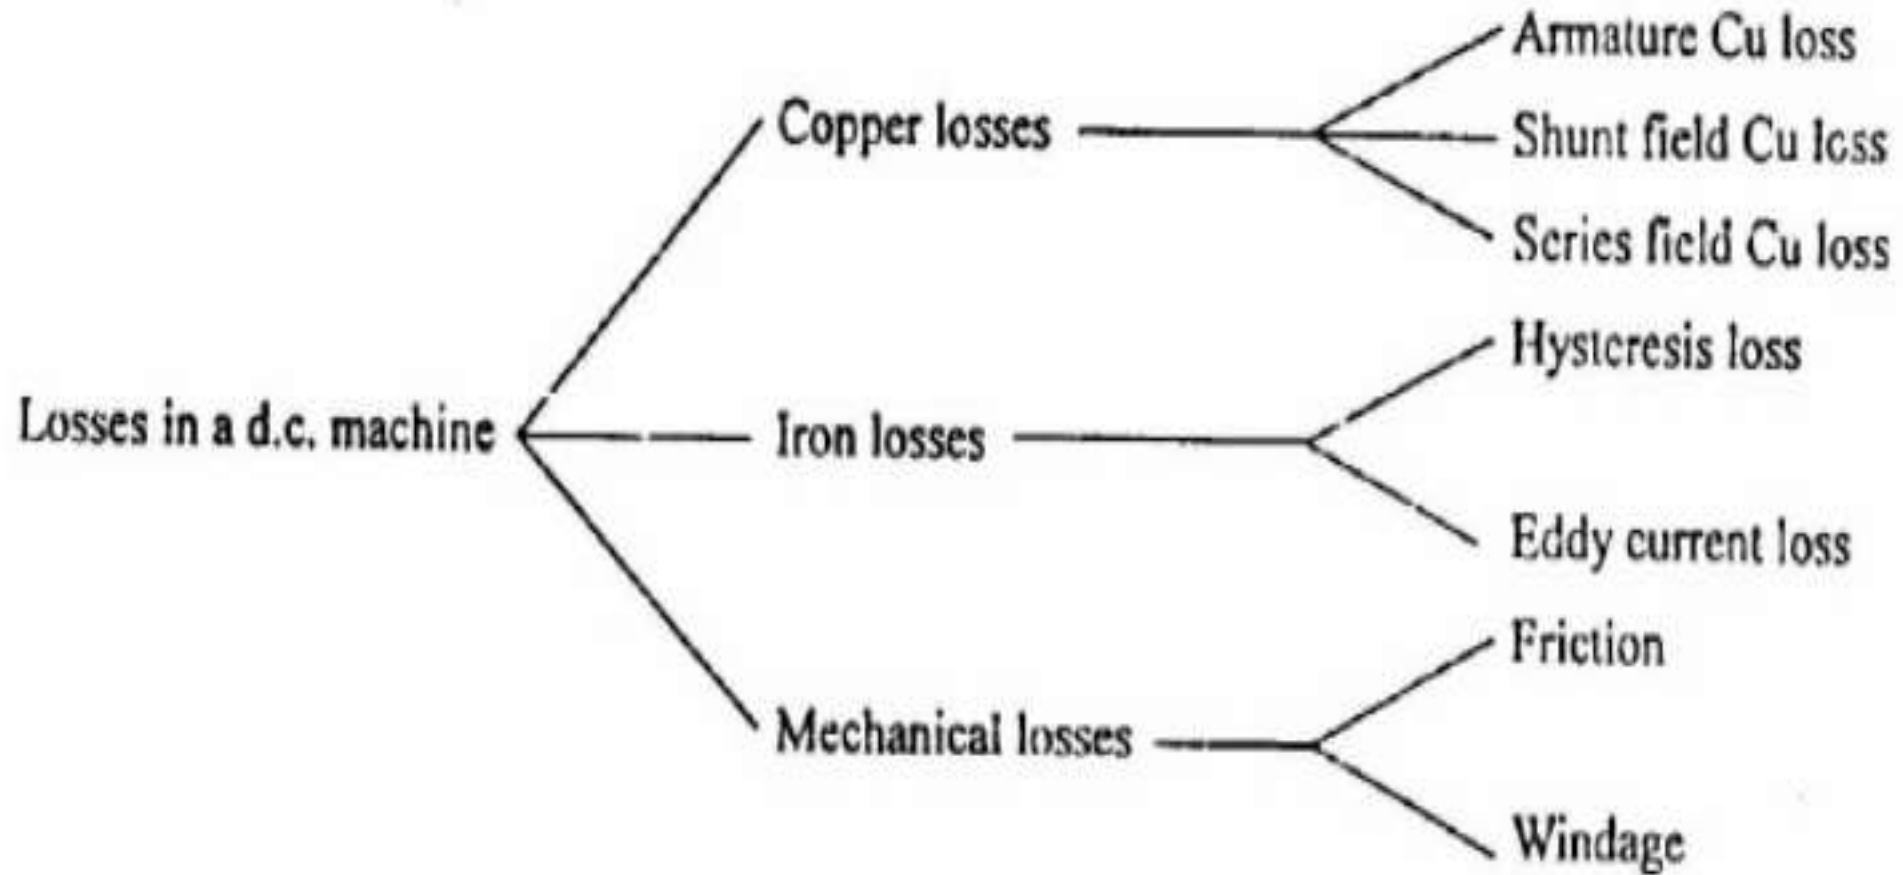 Armature Cu loss
Copper losses
Shunt field Cu loss
Series field Cu loss
Hysteresis loss
Losses in a d.c. machine
Iron losses
Eddy current loss
Friction
Mechanical losses
Windage